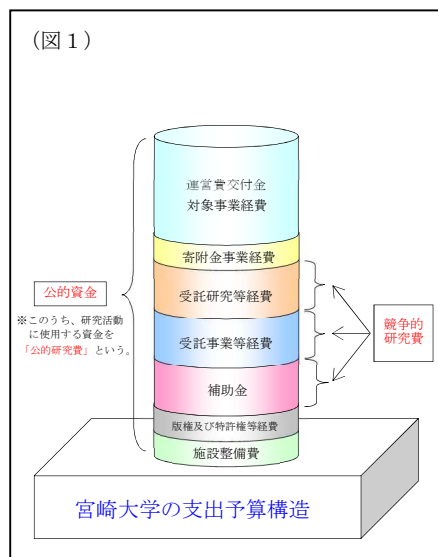 （図１）
運営費交付金
対象事業経費
寄附金事業経費
受託研究等経費
受託事業等経費
補助金
版権及び特許権等経費
施設整備費
公的資金
※このうち、研究活動
に使用する資金を
「公的研究費」という。
競争的
研究費
宮崎大学の支出予算構造